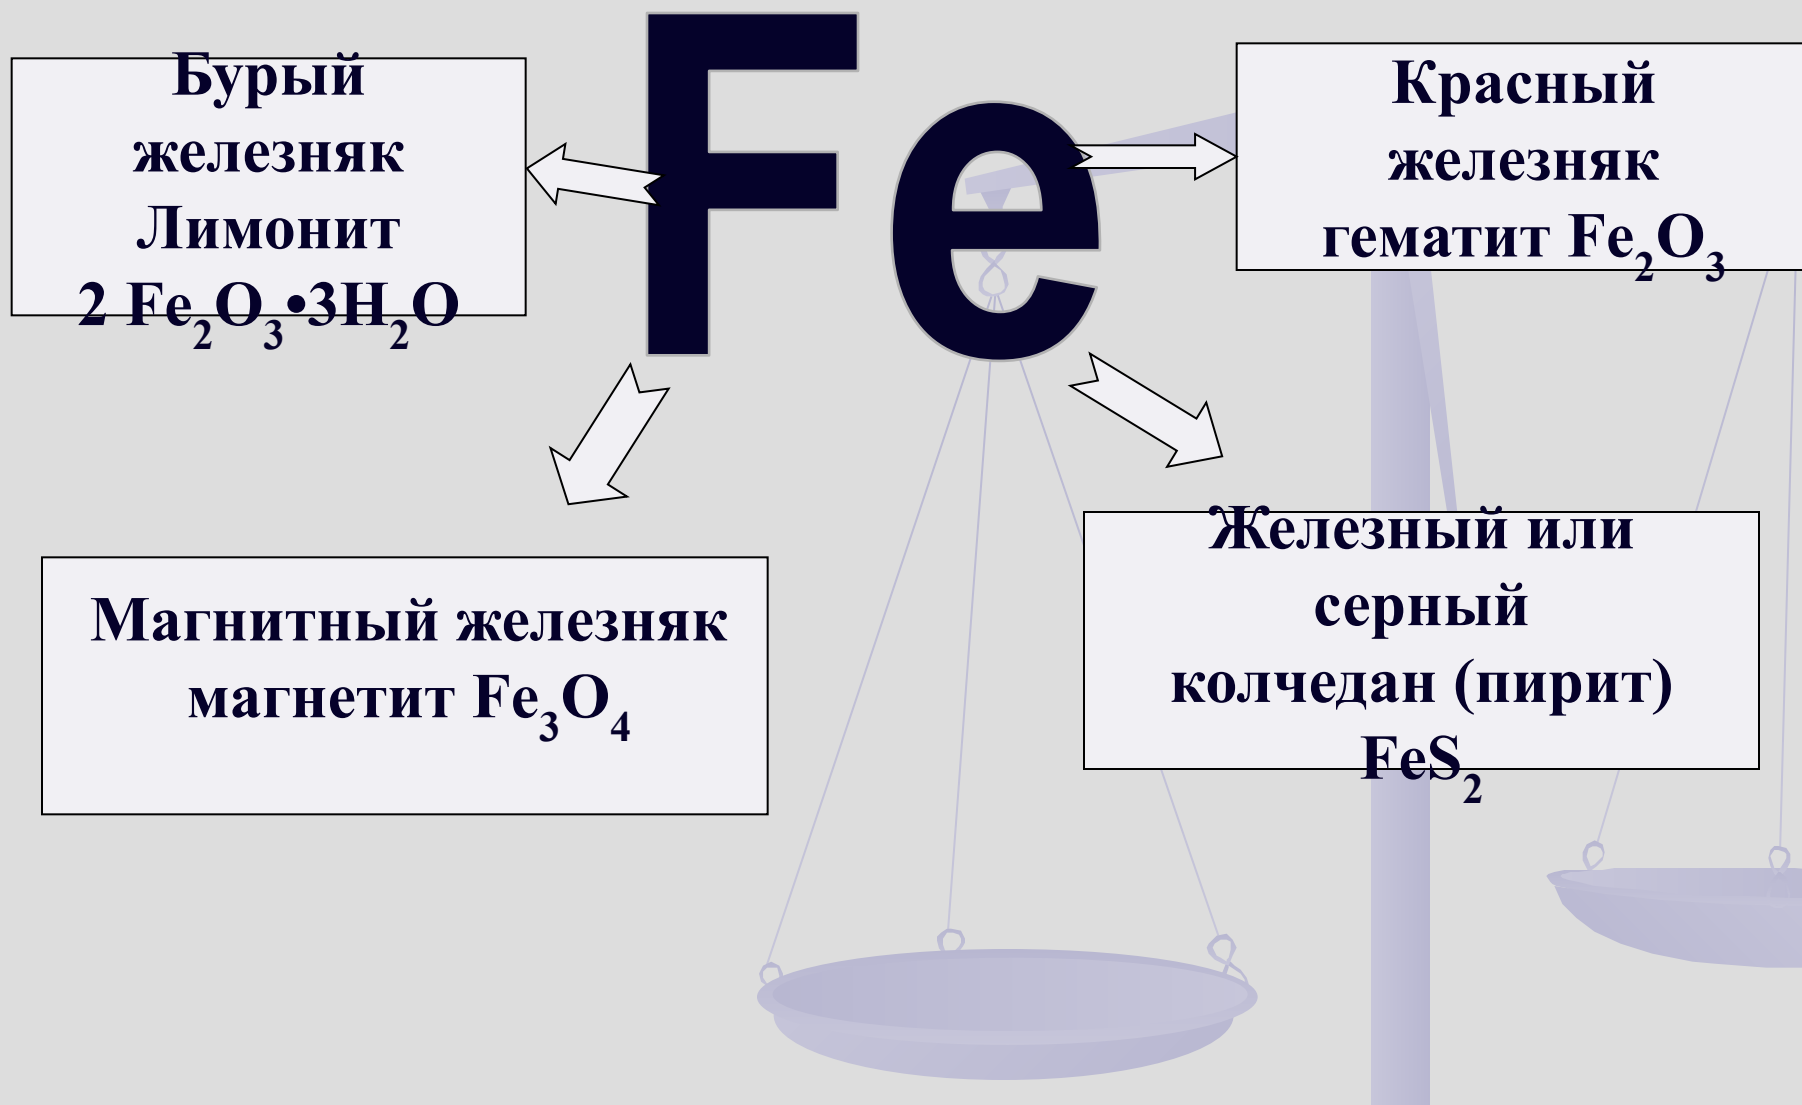 Fe
Бурый
железняк
Лимонит
2 Fe₂O₃•3H₂O
Красный
железняк
гематит Fe₂O₃
Магнитный железняк
магнетит Fe₃O₄
Железный или
серный
колчедан (пирит)
FeS₂